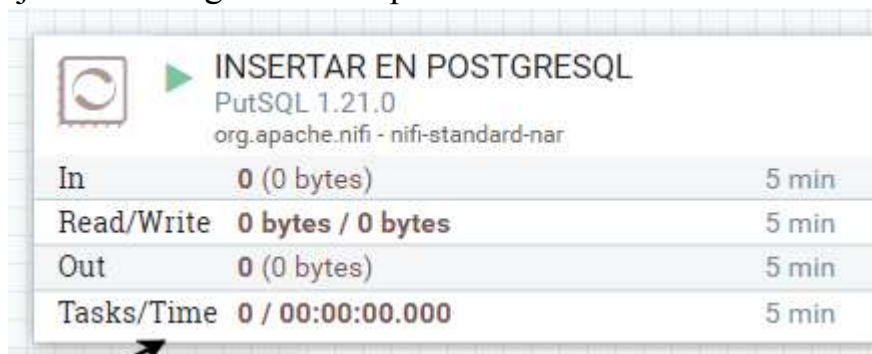 INSERTAR EN POSTGRESQL
PutSQL 1.21.0
org.apache.nifi - nifi-standard-nar
In 0 (0 bytes) 5 min
Read/Write 0 bytes / 0 bytes 5 min
Out 0 (0 bytes) 5 min
Tasks/Time 0 / 00:00:00.000 5 min